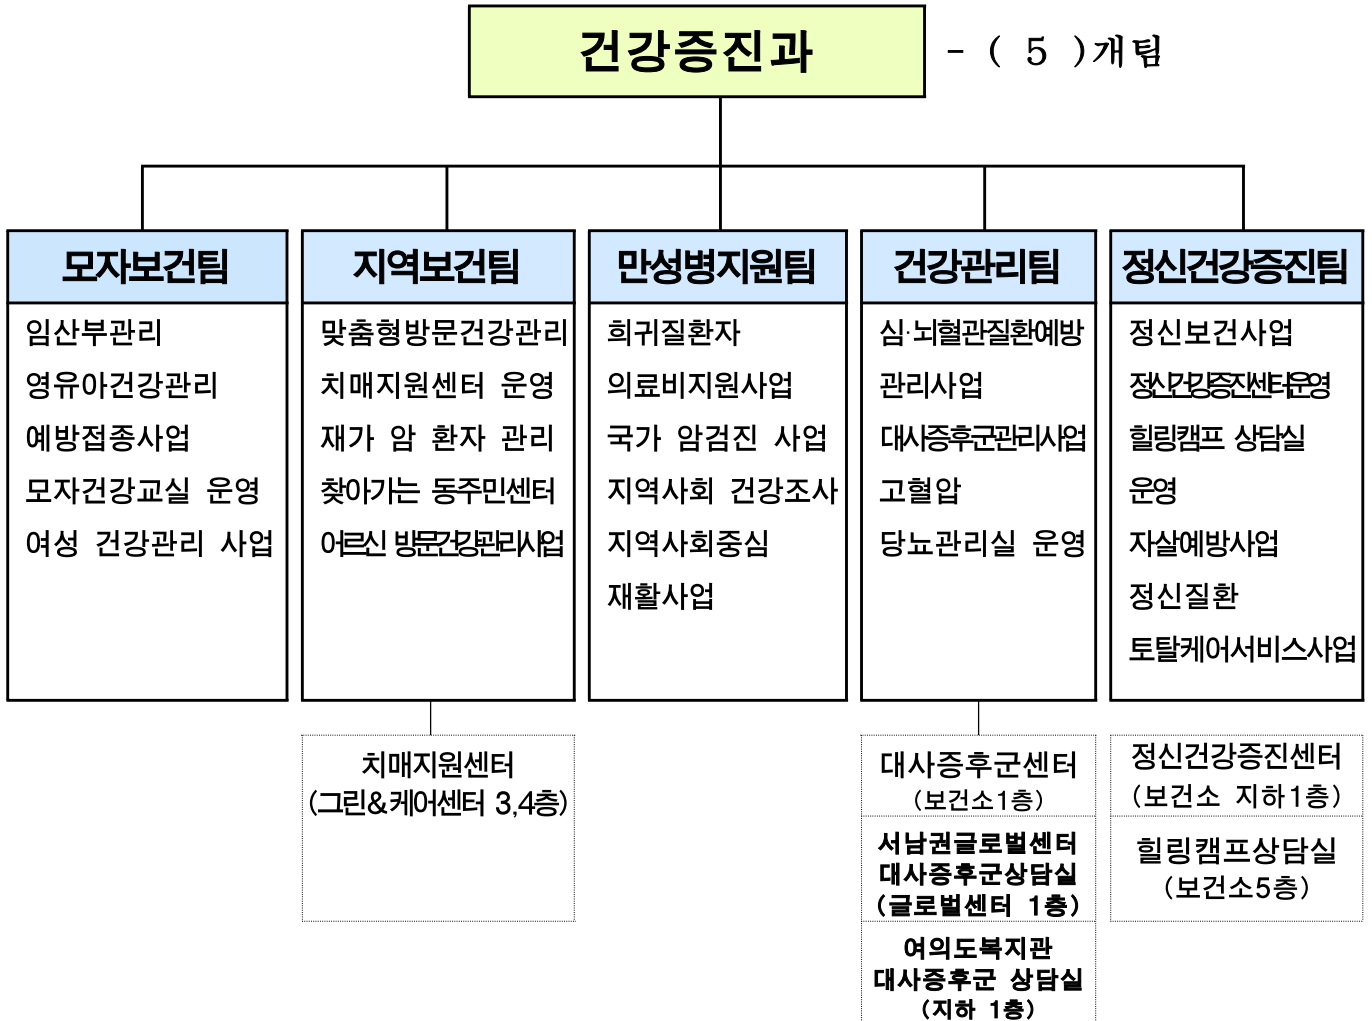 건강증진과
- ( 5 )개팀
모자보건팀
임산부관리
영유아건강관리
예방접종사업
모자건강교실 운영
여성 건강관리 사업
지역보건팀
맞춤형방문건강관리
치매지원센터 운영
재가 암 환자 관리
찾아가는 동주민센터
어르신 방문건강관리사업
만성병지원팀
희귀질환자
의료비지원사업
국가 암검진 사업
지역사회 건강조사
지역사회중심
재활사업
건강관리팀
심·뇌혈관질환예방
관리사업
대사증후군관리사업
고혈압
당뇨관리실 운영
정신건강증진팀
정신보건사업
정신건강증진센터운영
힐링캠프 상담실
운영
자살예방사업
정신질환
토탈케어서비스사업
치매지원센터
(그린&케어센터 3,4층)
대사증후군센터
(보건소1층)
서남권글로벌센터
대사증후군상담실
(글로벌센터 1층)
여의도복지관
대사증후군 상담실
(지하 1층)
정신건강증진센터
(보건소 지하1층)
힐링캠프상담실
(보건소5층)